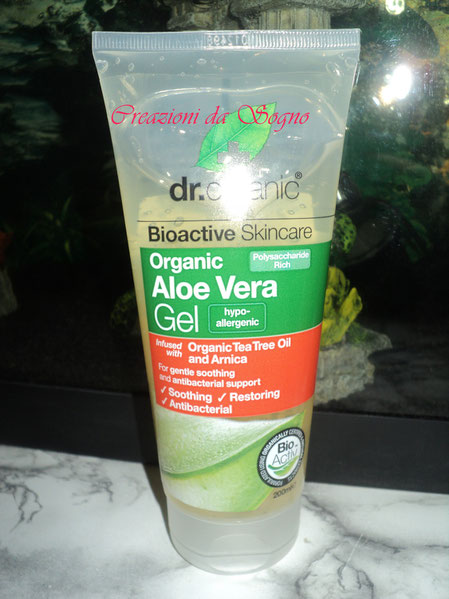 Creazioni da Sogno
dr.organic®
Bioactive Skincare
Organic
Aloe Vera
Gel
Polysaccharide
Rich
hypo-
allergenic
Infused
with
Organic Tea Tree Oil
and Arnica
For gentle soothing
and antibacterial support
✓ Soothing ✓ Restoring
✓ Antibacterial
Bio-
Activ
200ml